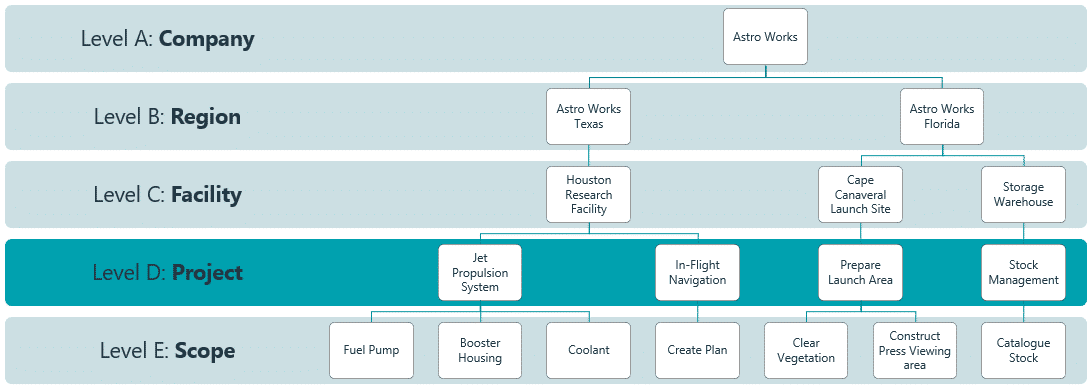 Level A: Company
Astro Works
Level B: Region
Astro Works
Texas
Astro Works
Florida
Level C: Facility
Houston
Research
Facility
Cape
Canaveral
Launch Site
Storage
Warehouse
Level D: Project
Jet
Propulsion
System
In-Flight
Navigation
Prepare
Launch Area
Stock
Management
Level E: Scope
Fuel Pump
Booster
Housing
Coolant
Create Plan
Clear
Vegetation
Construct
Press Viewing
area
Catalogue
Stock